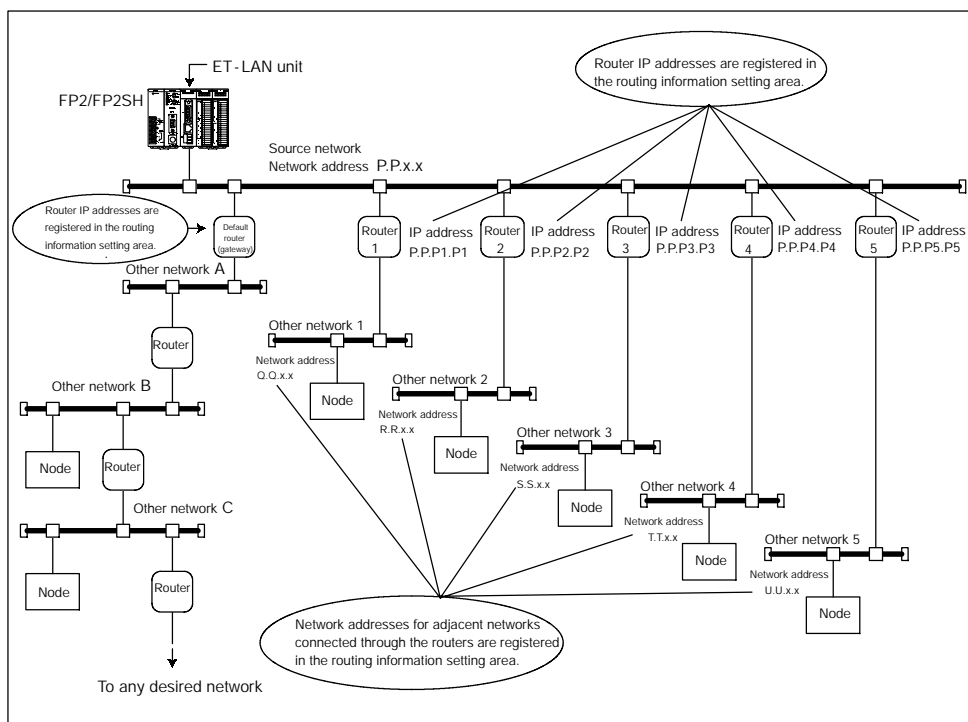 ET-LAN unit
FP2/FP2SH
Router IP addresses are registered in
the routing information setting area.
Source network
Network address P.P.x.x
Router IP addresses are
registered in the routing
information setting area.
.
Default
router
(gateway)
Router
1
IP address
P.P.P1.P1
Router
2
IP address
P.P.P2.P2
Router
3
IP address
P.P.P3.P3
Router
4
IP address
P.P.P4.P4
Router
5
IP address
P.P.P5.P5
Other network A
Router
Other network 1
Network address
Q.Q.x.x
Node
Other network 2
Network address
R.R.x.x
Node
Other network B
Node
Router
Other network 3
Network address
S.S.x.x
Node
Other network C
Node
Router
Other network 4
Network address
T.T.x.x
Node
Other network 5
Network address
U.U.x.x
Node
Network addresses for adjacent networks
connected through the routers are registered
in the routing information setting area.
To any desired network